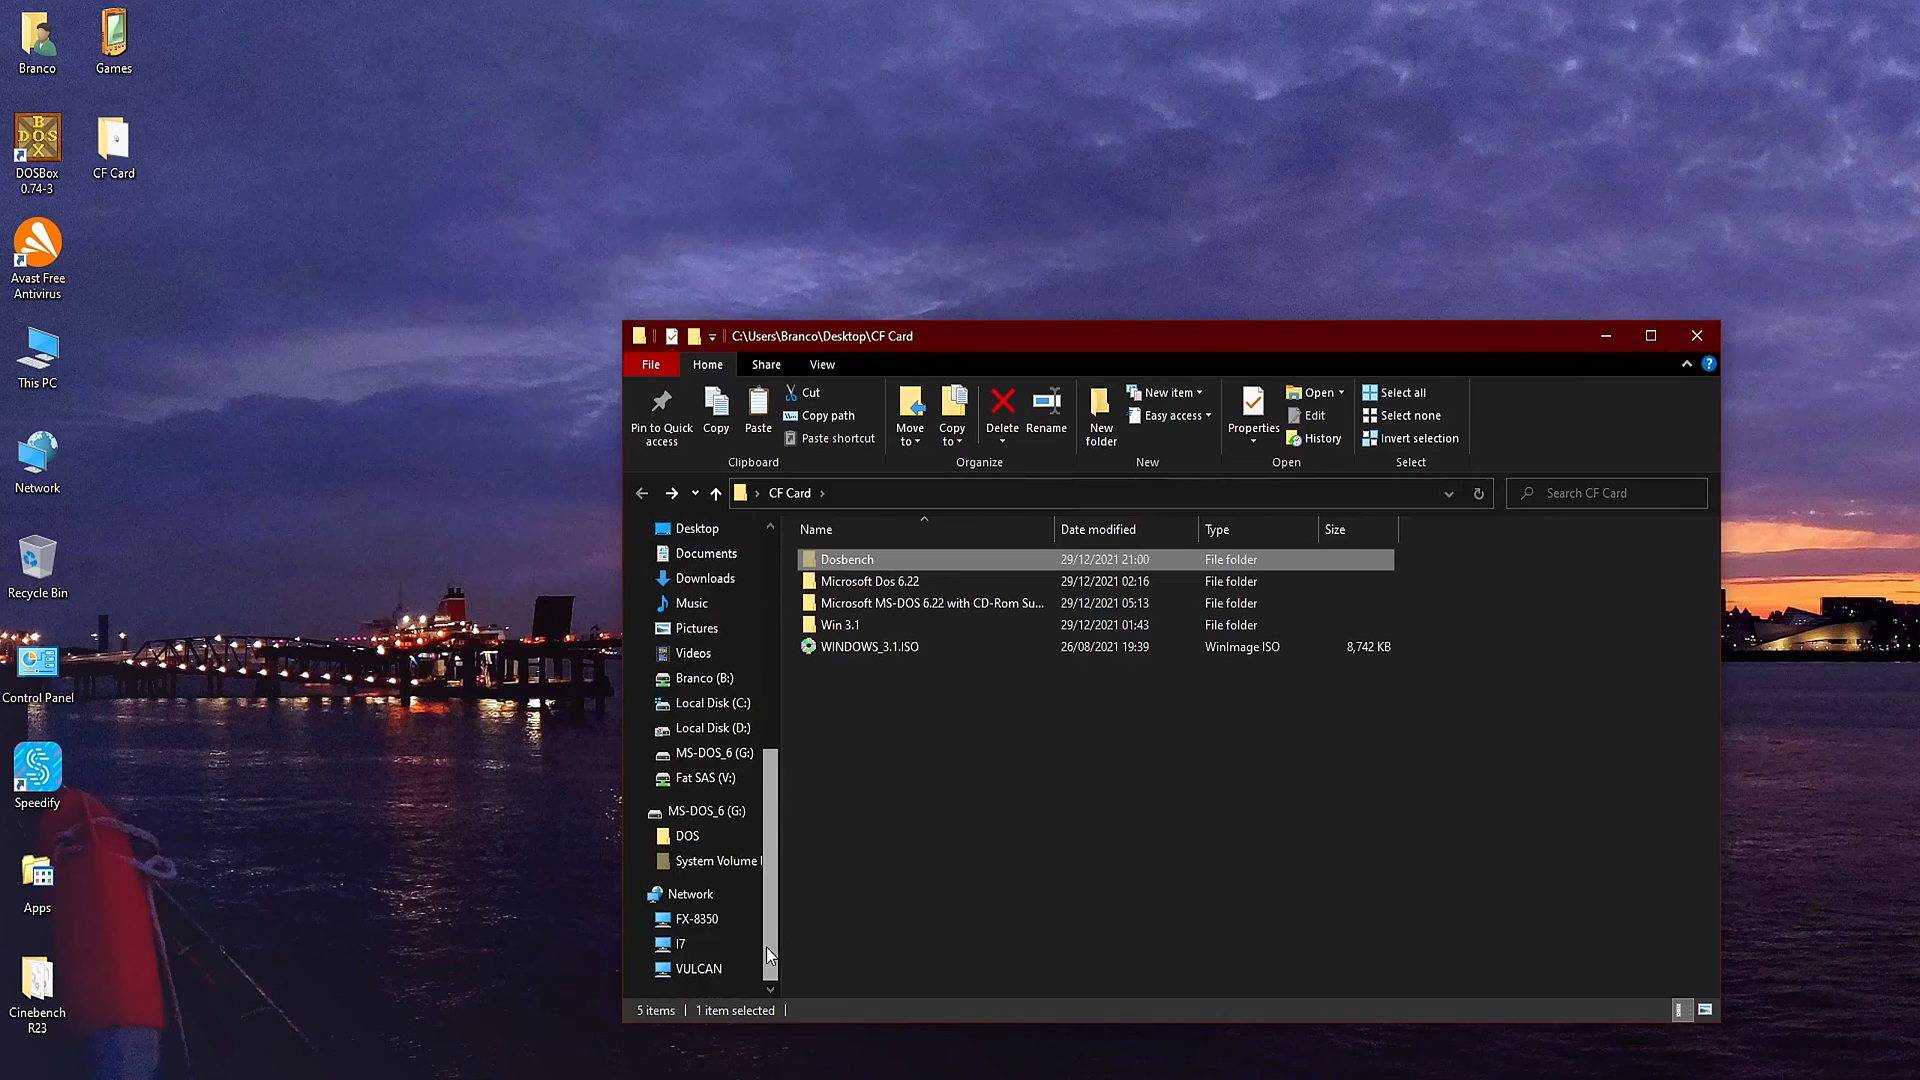 Branco
Games
DOSBox
0.74-3
CF Card
Avast Free
Antivirus
This PC
Network
Recycle Bin
Control Panel
Speedify
Apps
Cinebench
R23
C:\Users\Branco\Desktop\CF Card
File
Home
Share
View
Pin to Quick
access
Copy
Paste
Cut
Copy path
Paste shortcut
Clipboard
Move
to
Copy
to
Delete
Rename
Organize
New
folder
New item
Easy access
New
Properties
Open
Edit
History
Open
Select all
Select none
Invert selection
Select
CF Card
Search CF Card
Desktop
Documents
Downloads
Music
Pictures
Videos
Branco (B:)
Local Disk (C:)
Local Disk (D:)
MS-DOS_6 (G:)
Fat SAS (V:)
MS-DOS_6 (G:)
DOS
System Volume I
Network
FX-8350
I7
VULCAN
Name Date modified Type Size
Dosbench 29/12/2021 21:00 File folder
Microsoft Dos 6.22 29/12/2021 02:16 File folder
Microsoft MS-DOS 6.22 with CD-Rom Su... 29/12/2021 05:13 File folder
Win 3.1 29/12/2021 01:43 File folder
WINDOWS_3.1.ISO 26/08/2021 19:39 WinImage ISO 8,742 KB
5 items 1 item selected